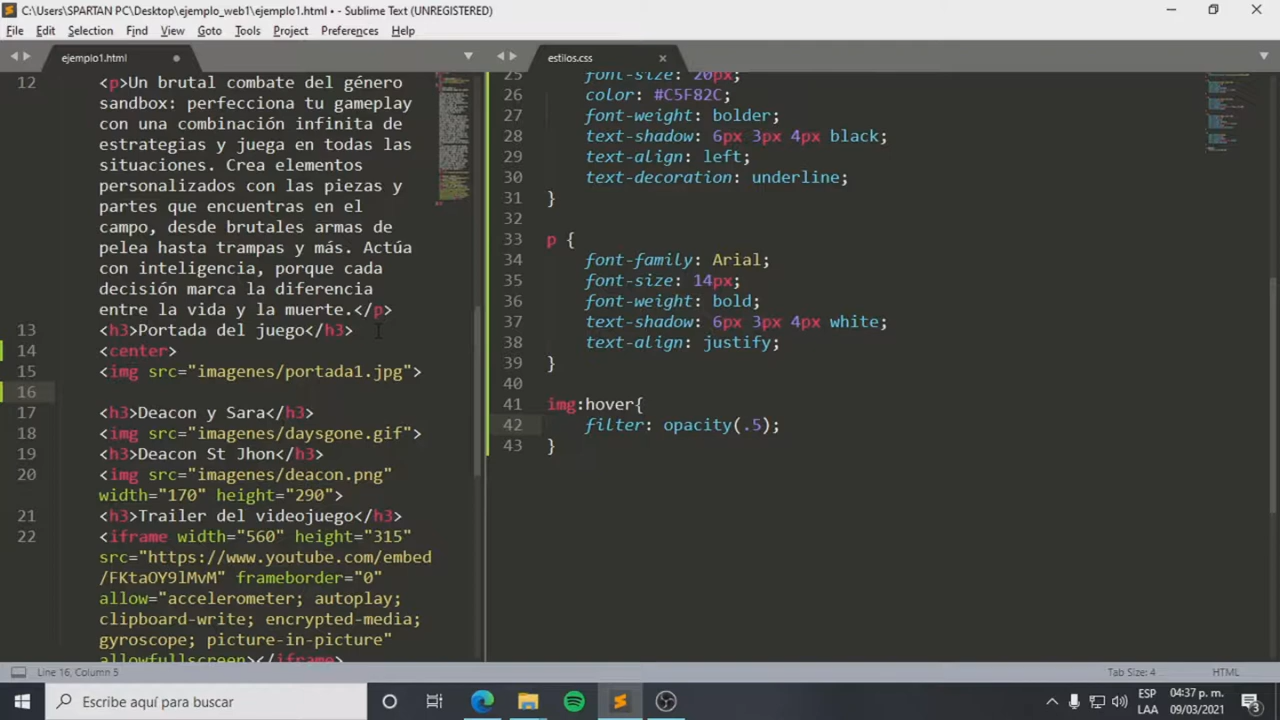 C:\Users\SPARTAN PC\Desktop\ejemplo_web1\ejemplo1.html • - Sublime Text (UNREGISTERED)
File Edit Selection Find View Goto Tools Project Preferences Help
ejemplo1.html
estilos.css
12 <p>Un brutal combate del género
sandbox: perfecciona tu gameplay
con una combinación infinita de
estrategias y juega en todas las
situaciones. Crea elementos
personalizados con las piezas y
partes que encuentras en el
campo, desde brutales armas de
pelea hasta trampas y más. Actúa
con inteligencia, porque cada
decisión marca la diferencia
entre la vida y la muerte.</p>
13 <h3>Portada del juego</h3>
14 <center>
15 <img src="imagenes/portada1.jpg">
16
17 <h3>Deacon y Sara</h3>
18 <img src="imagenes/daysgone.gif">
19 <h3>Deacon St Jhon</h3>
20 <img src="imagenes/deacon.png"
width="170" height="290">
21 <h3>Trailer del videojuego</h3>
22 <iframe width="560" height="315"
src="https://www.youtube.com/embed
/FKtaOY9lMvM" frameborder="0"
allow="accelerometer; autoplay;
clipboard-write; encrypted-media;
gyroscope; picture-in-picture"
allowfullscreen></iframe>
25 font-size: 20px;
26 color: #C5F82C;
27 font-weight: bolder;
28 text-shadow: 6px 3px 4px black;
29 text-align: left;
30 text-decoration: underline;
31 }
32
33 p {
34 font-family: Arial;
35 font-size: 14px;
36 font-weight: bold;
37 text-shadow: 6px 3px 4px white;
38 text-align: justify;
39 }
40
41 img:hover{
42 filter: opacity(.5);
43 }
Line 16, Column 5
Tab Size: 4
HTML
Escribe aquí para buscar
ESP
LAA
04:37 p. m.
09/03/2021
3